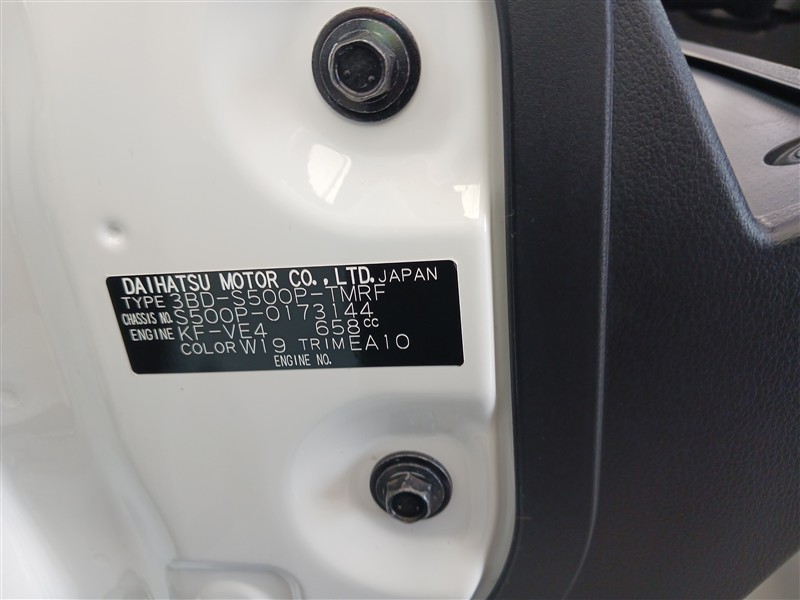 DAIHATSU MOTOR CO., LTD. JAPAN
TYPE 3BD-S500P-TMRF
CHASSIS NO. S500P-0173144
ENGINE KF-VE4 658cc
COLOR W19 TRIM EA10
ENGINE NO.